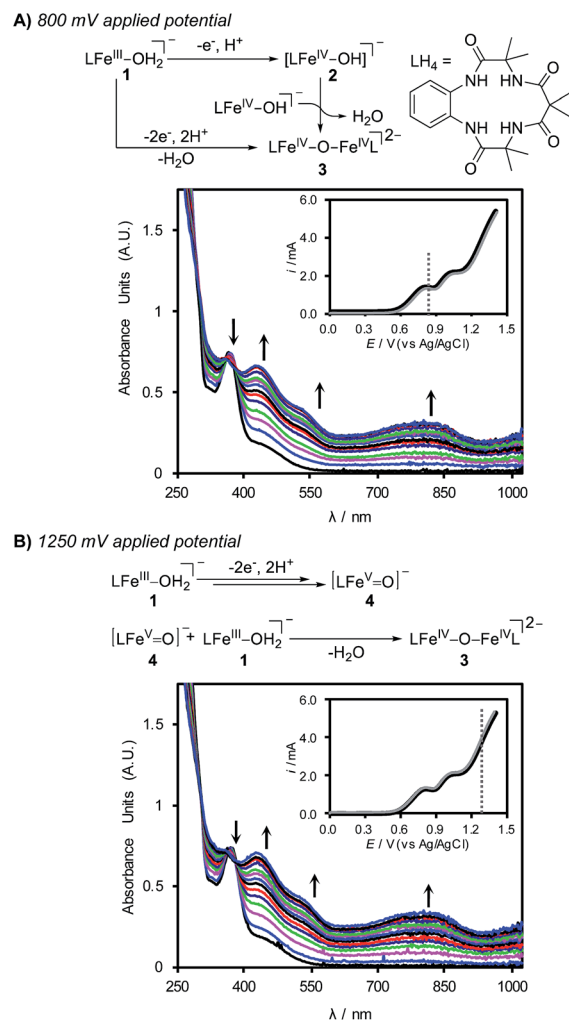 A) 800 mV applied potential
LFeᴵᴵᴵ–OH₂ ⁻ -e⁻, H⁺ [LFeᴵⱽ–OH] ⁻ LH₄ =
1 2
LFeᴵⱽ–OH ⁻ H₂O
-2e⁻, 2H⁺ LFeᴵⱽ–O–FeᴵⱽL ²⁻
-H₂O 3
O
NH HN
O
O
NH HN
O
O
Absorbance Units (A.U.)
1.5
1
0.5
0
250 400 550 700 850 1000
λ / nm
i / mA
6.0
4.0
2.0
0.0
0.0 0.3 0.6 0.9 1.2 1.5
E / V (vs Ag/AgCl)
B) 1250 mV applied potential
LFeᴵᴵᴵ–OH₂ ⁻ -2e⁻, 2H⁺ [LFeⱽ=O] ⁻
1 4
[LFeⱽ=O] ⁻ + LFeᴵᴵᴵ–OH₂ ⁻ -H₂O LFeᴵⱽ–O–FeᴵⱽL ²⁻
4 1 3
Absorbance Units (A.U.)
1.5
1
0.5
0
250 400 550 700 850 1000
λ / nm
i / mA
6.0
4.0
2.0
0.0
0.0 0.3 0.6 0.9 1.2 1.5
E / V (vs Ag/AgCl)